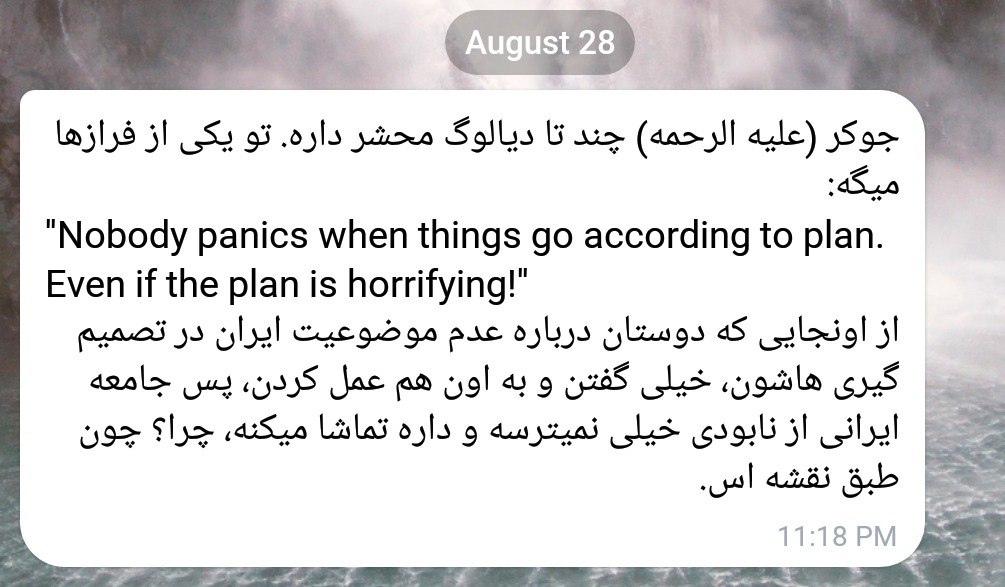 August 28
جوکر (علیه الرحمه) چند تا دیالوگ محشر داره. تو یکی از فرازها
میگه:
"Nobody panics when things go according to plan.
Even if the plan is horrifying!"
از اونجایی که دوستان درباره عدم موضوعیت ایران در تصمیم
گیری هاشون، خیلی گفتن و به اون هم عمل کردن، پس جامعه
ایرانی از نابودی خیلی نمیترسه و داره تماشا میکنه، چرا؟ چون
طبق نقشه اس.
11:18 PM